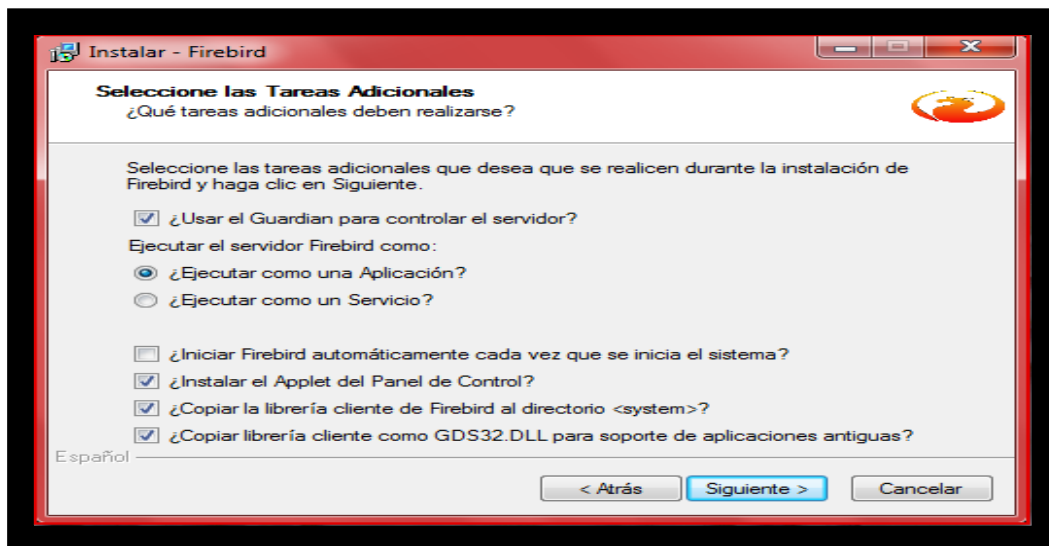 Instalar - Firebird
Seleccione las Tareas Adicionales
¿Qué tareas adicionales deben realizarse?
Seleccione las tareas adicionales que desea que se realicen durante la instalación de
Firebird y haga clic en Siguiente.
¿Usar el Guardian para controlar el servidor?
Ejecutar el servidor Firebird como:
¿Ejecutar como una Aplicación?
¿Ejecutar como un Servicio?
¿Iniciar Firebird automáticamente cada vez que se inicia el sistema?
¿Instalar el Applet del Panel de Control?
¿Copiar la librería cliente de Firebird al directorio <system>?
¿Copiar librería cliente como GDS32.DLL para soporte de aplicaciones antiguas?
Español
< Atrás Siguiente > Cancelar